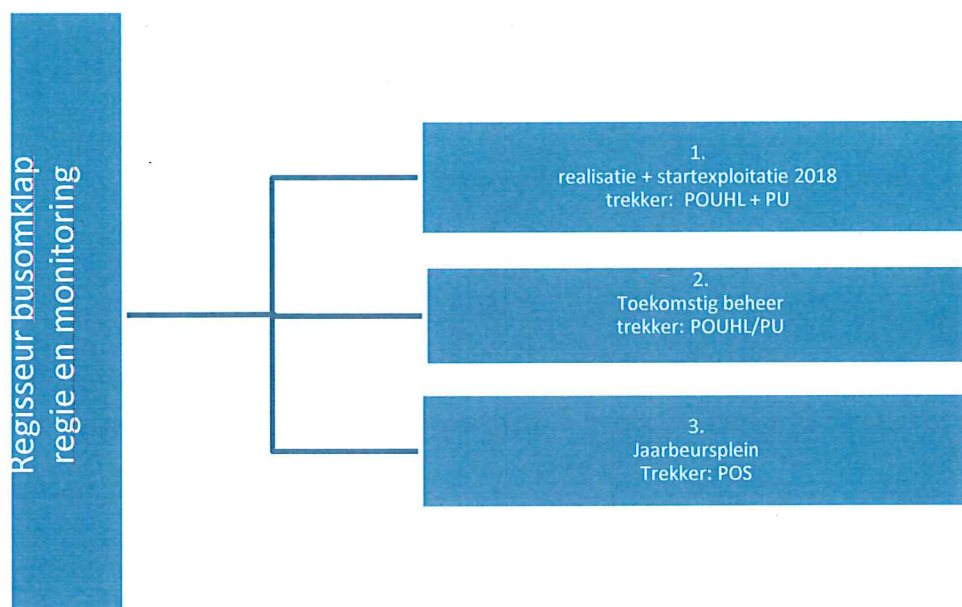 Regisseur busomklap
regie en monitoring
1.
realisatie + startexploitatie 2018
trekker: POUHL + PU
2.
Toekomstig beheer
trekker: POUHL/PU
3.
Jaarbeursplein
Trekker: POS